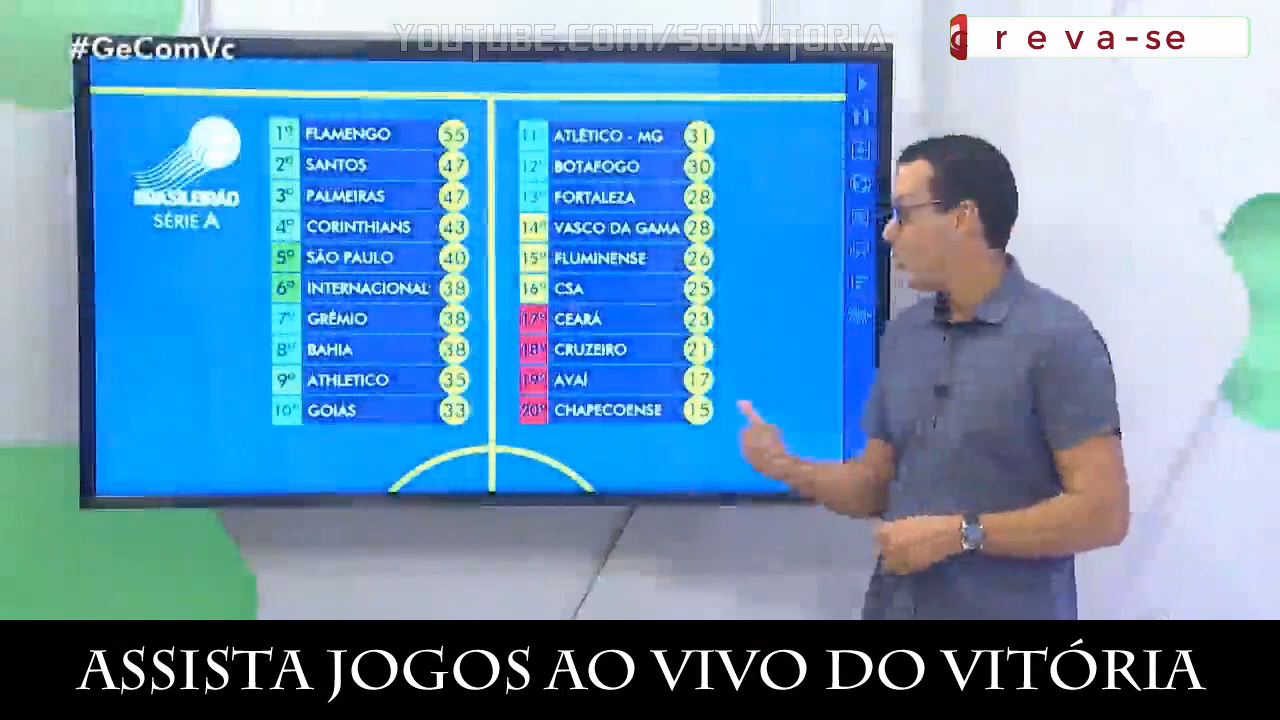 YOUTUBE.COM/SOUVITORIA
#GeComVc
c r e v a-se
BRASILEIRÃO
SÉRIE A
1º FLAMENGO 55
2º SANTOS 47
3º PALMEIRAS 47
4º CORINTHIANS 43
5º SÃO PAULO 40
6º INTERNACIONAL 38
7º GRÊMIO 38
8º BAHIA 38
9º ATHLETICO 35
10º GOIÁS 33
11º ATLÉTICO - MG 31
12º BOTAFOGO 30
13º FORTALEZA 28
14º VASCO DA GAMA 28
15º FLUMINENSE 26
16º CSA 25
17º CEARÁ 23
18º CRUZEIRO 21
19º AVAÍ 17
20º CHAPECOENSE 15
ASSISTA JOGOS AO VIVO DO VITÓRIA